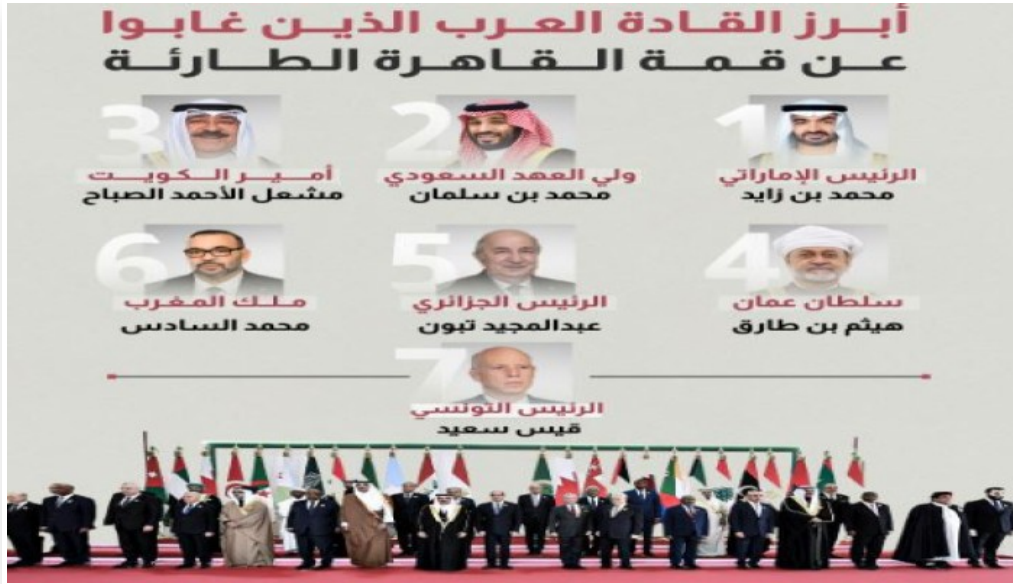 أبرز القادة العرب الذين غابوا
عن قمة القاهرة الطارئة
1
الرئيس الإماراتي
محمد بن زايد
2
ولي العهد السعودي
محمد بن سلمان
3
أمير الكويت
مشعل الأحمد الصباح
4
سلطان عمان
هيثم بن طارق
5
الرئيس الجزائري
عبدالمجيد تبون
6
ملك المغرب
محمد السادس
7
الرئيس التونسي
قيس سعيد